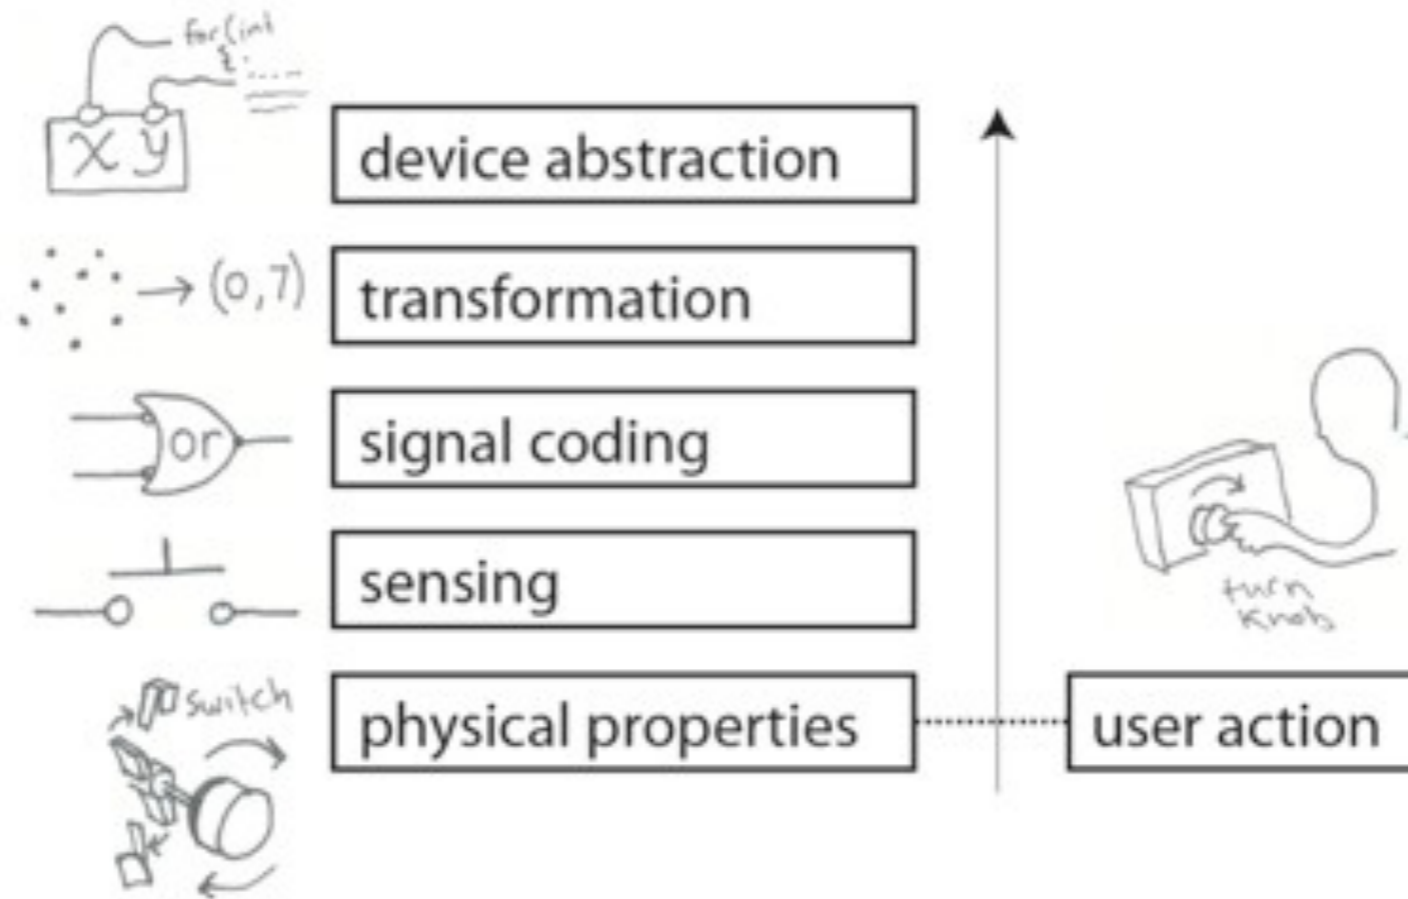 for(int
{
x y
device abstraction
→ (0,7)
transformation
or
signal coding
sensing
switch
physical properties
turn
knob
user action